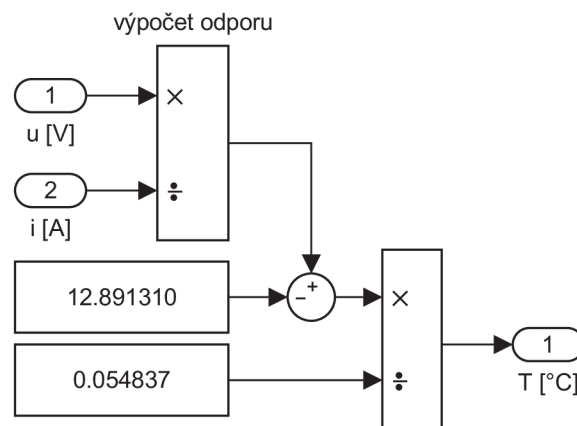 výpočet odporu
1
×
u [V]
2
÷
i [A]
12.891310
− +
×
0.054837
÷
1
T [°C]